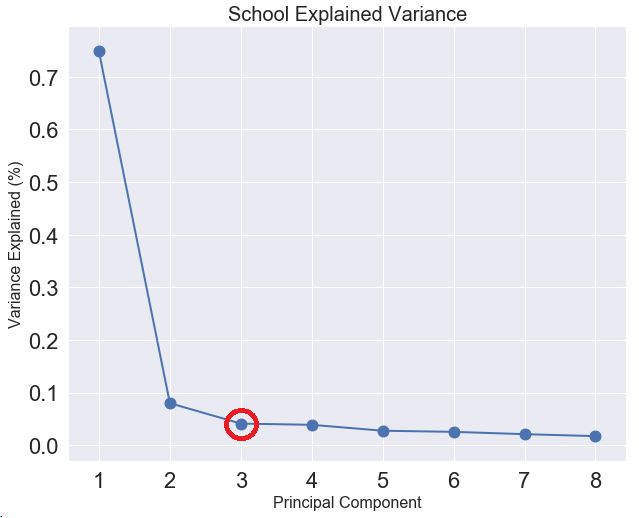 School Explained Variance
Variance Explained (%)
0.7
0.6
0.5
0.4
0.3
0.2
0.1
0.0
1 2 3 4 5 6 7 8
Principal Component